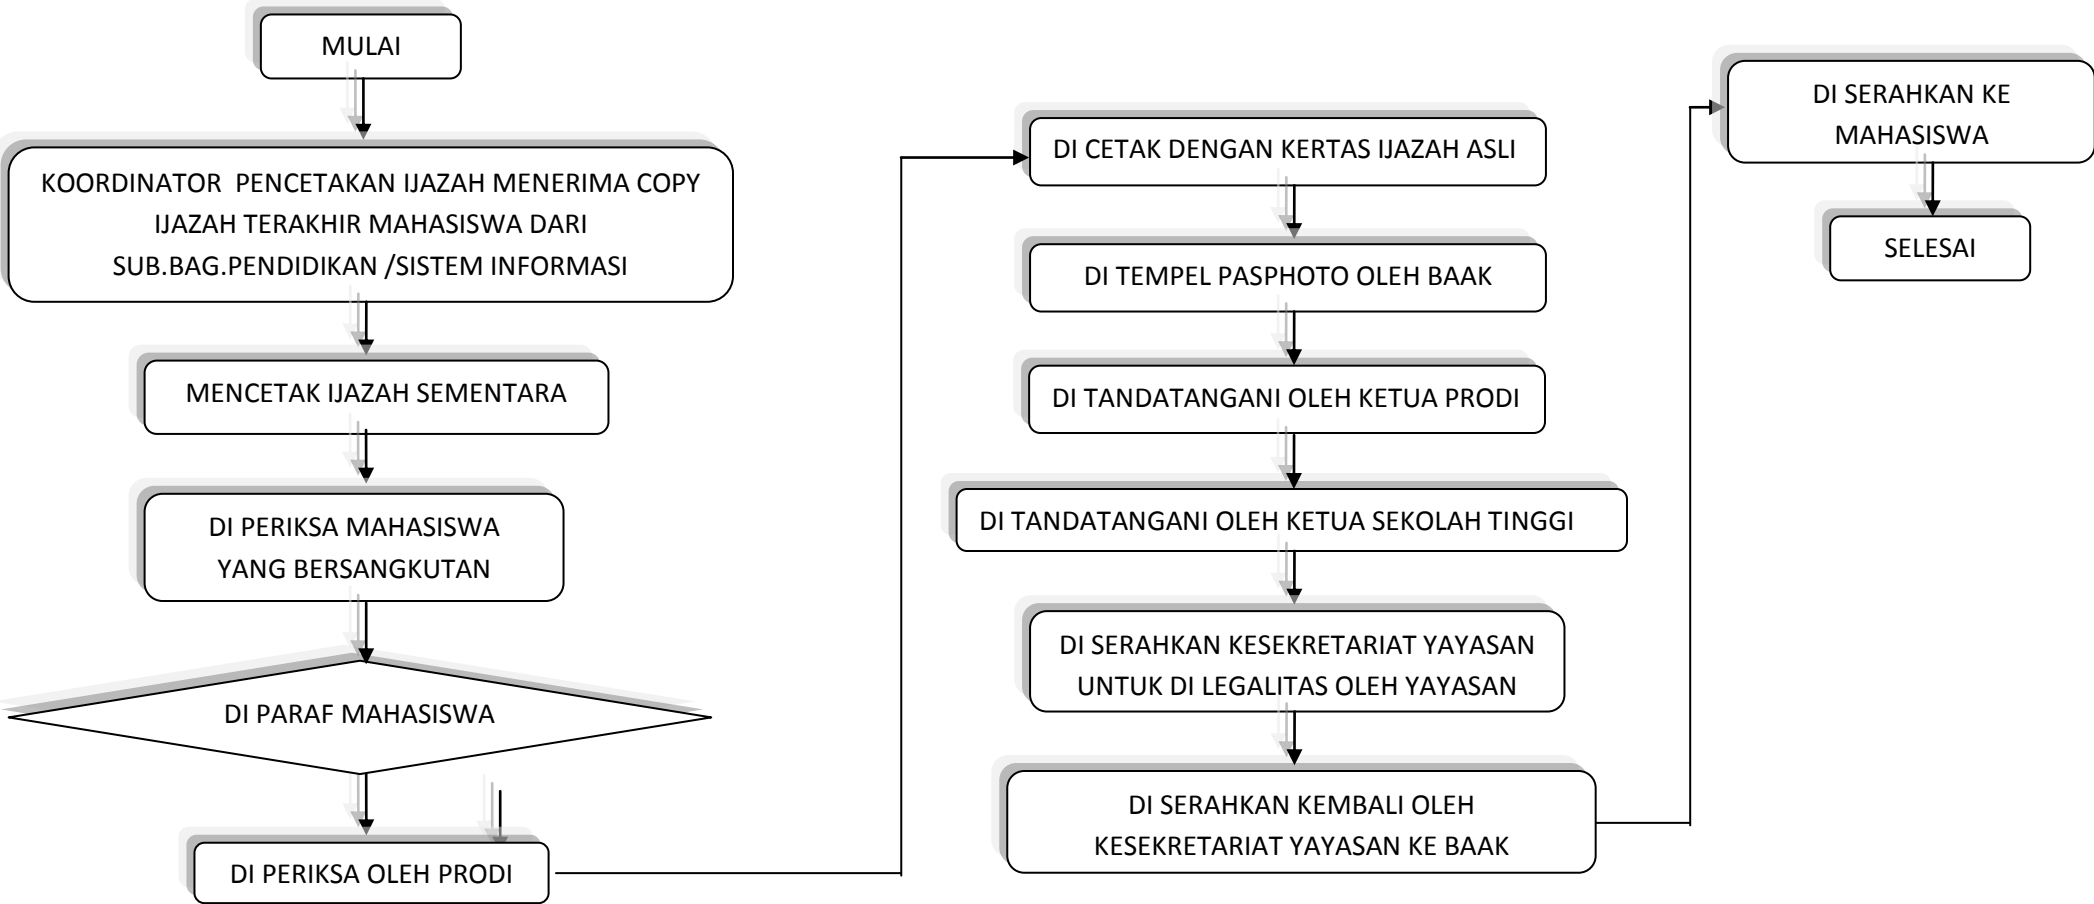 MULAI
KOORDINATOR PENCETAKAN IJAZAH MENERIMA COPY
IJAZAH TERAKHIR MAHASISWA DARI
SUB.BAG.PENDIDIKAN /SISTEM INFORMASI
MENCETAK IJAZAH SEMENTARA
DI PERIKSA MAHASISWA
YANG BERSANGKUTAN
DI PARAF MAHASISWA
DI PERIKSA OLEH PRODI
DI CETAK DENGAN KERTAS IJAZAH ASLI
DI TEMPEL PASPHOTO OLEH BAAK
DI TANDATANGANI OLEH KETUA PRODI
DI TANDATANGANI OLEH KETUA SEKOLAH TINGGI
DI SERAHKAN KESEKRETARIAT YAYASAN
UNTUK DI LEGALITAS OLEH YAYASAN
DI SERAHKAN KEMBALI OLEH
KESEKRETARIAT YAYASAN KE BAAK
DI SERAHKAN KE
MAHASISWA
SELESAI